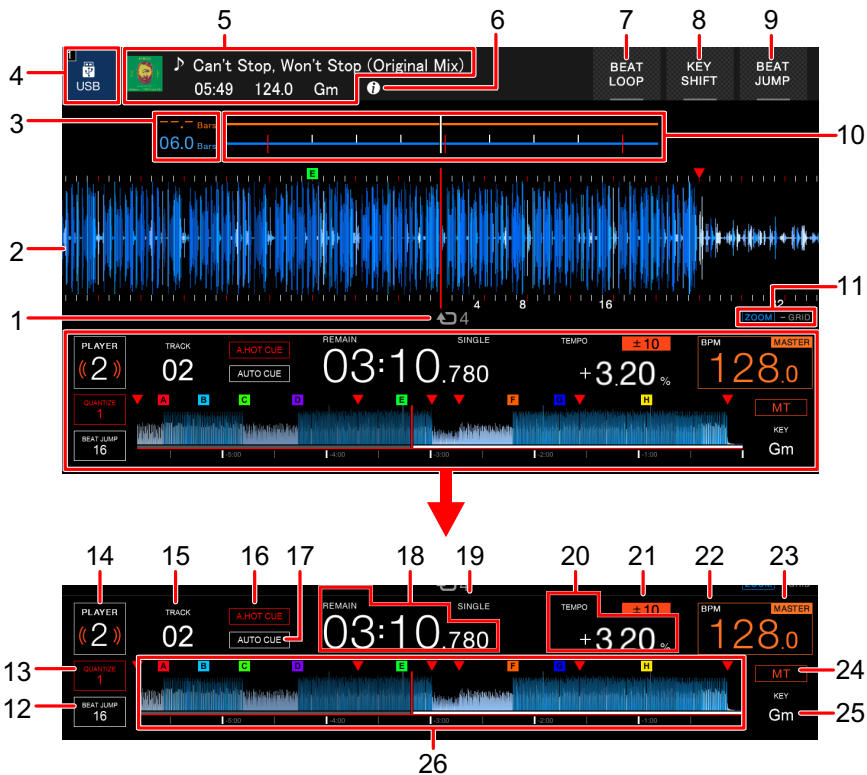 5
6
7
8
9
4
1
USB
♪ Can't Stop, Won't Stop (Original Mix)
05:49 124.0 Gm i
BEAT LOOP
KEY SHIFT
BEAT JUMP
3
--.- Bars
06.0 Bars
10
E
2
11
1
4
4 8 16 32
ZOOM – GRID
PLAYER
2
TRACK
02
A.HOT CUE
AUTO CUE
REMAIN
SINGLE
03:10.780
TEMPO
±10
+3.20 %
BPM
MASTER
128.0
QUANTIZE
1
A B C D E F G H
MT
BEAT JUMP
16
KEY
Gm
-5:00 -4:00 -3:00 -2:00 -1:00
14 15 16 17 18 19 20 21 22 23
4
ZOOM – GRID
PLAYER
2
TRACK
02
A.HOT CUE
AUTO CUE
REMAIN
SINGLE
03:10.780
TEMPO
±10
+3.20 %
BPM
MASTER
128.0
13
QUANTIZE
1
A B C D E F G H
MT
24
12
BEAT JUMP
16
KEY
Gm
25
-5:00 -4:00 -3:00 -2:00 -1:00
26